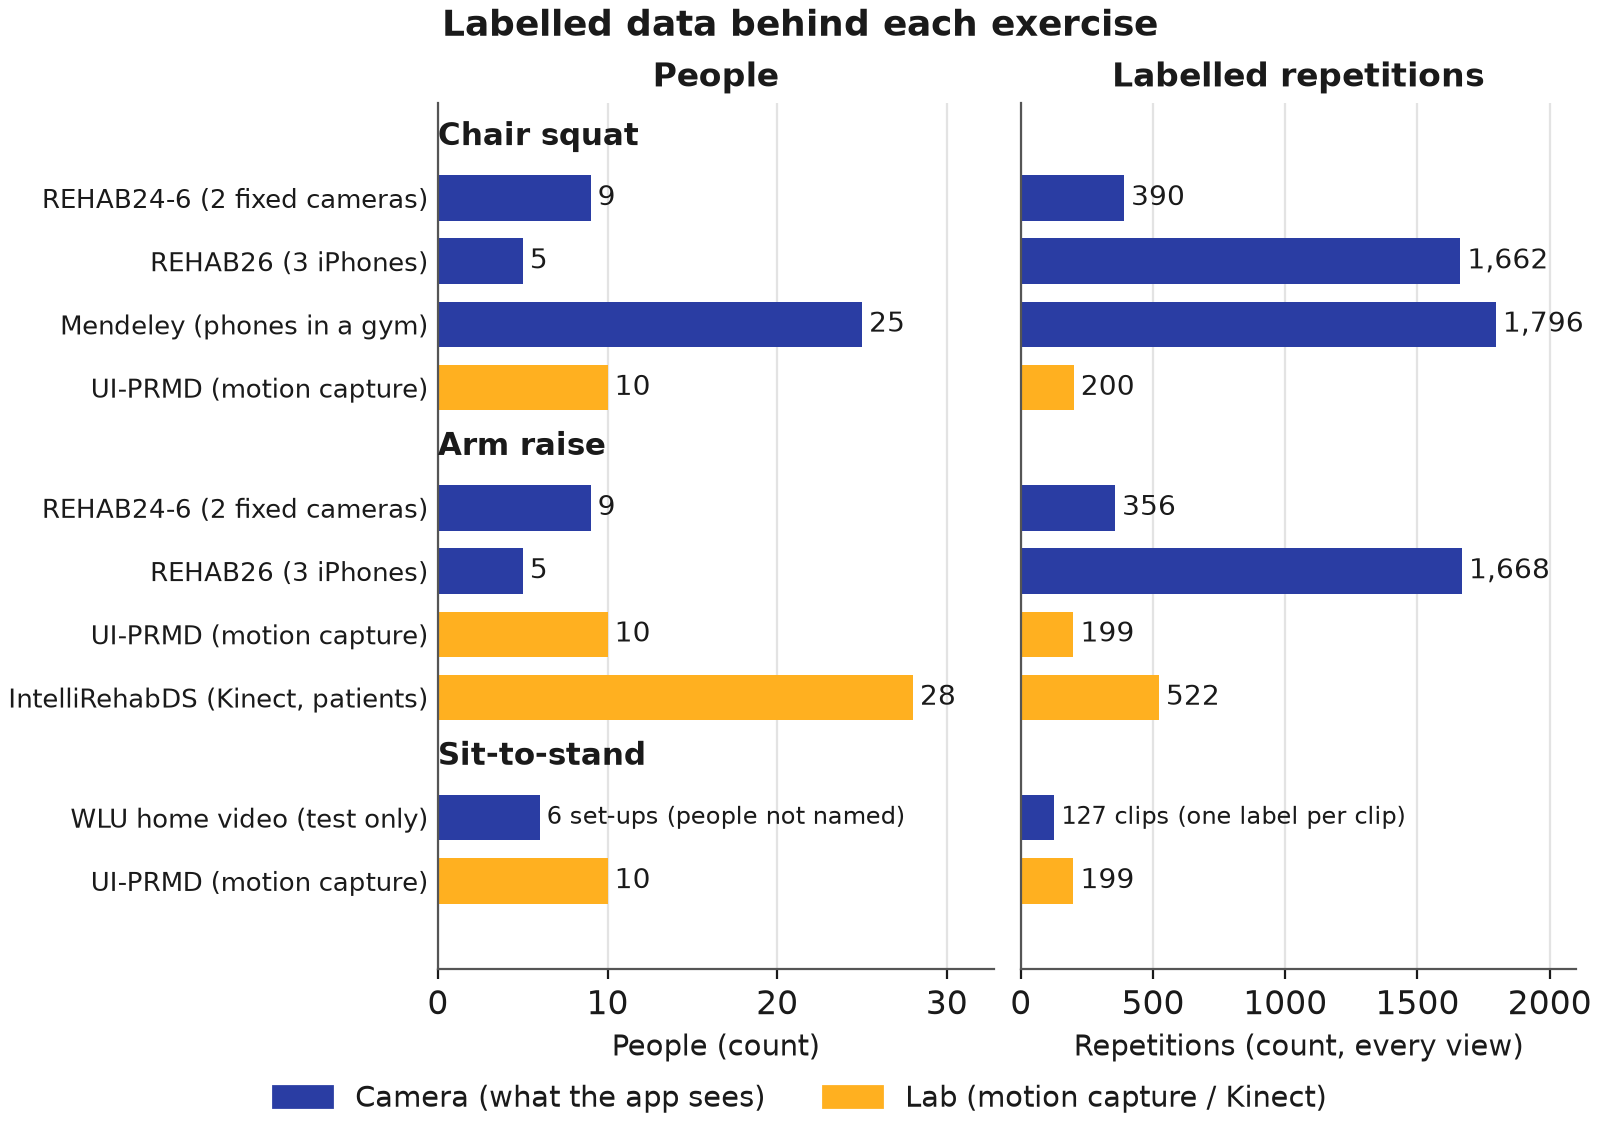 Labelled data behind each exercise
People
Labelled repetitions
Chair squat
REHAB24-6 (2 fixed cameras) 9 390
REHAB26 (3 iPhones) 5 1,662
Mendeley (phones in a gym) 25 1,796
UI-PRMD (motion capture) 10 200
Arm raise
REHAB24-6 (2 fixed cameras) 9 356
REHAB26 (3 iPhones) 5 1,668
UI-PRMD (motion capture) 10 199
IntelliRehabDS (Kinect, patients) 28 522
Sit-to-stand
WLU home video (test only) 6 set-ups (people not named) 127 clips (one label per clip)
UI-PRMD (motion capture) 10 199
0 10 20 30 0 500 1000 1500 2000
People (count) Repetitions (count, every view)
Camera (what the app sees) Lab (motion capture / Kinect)